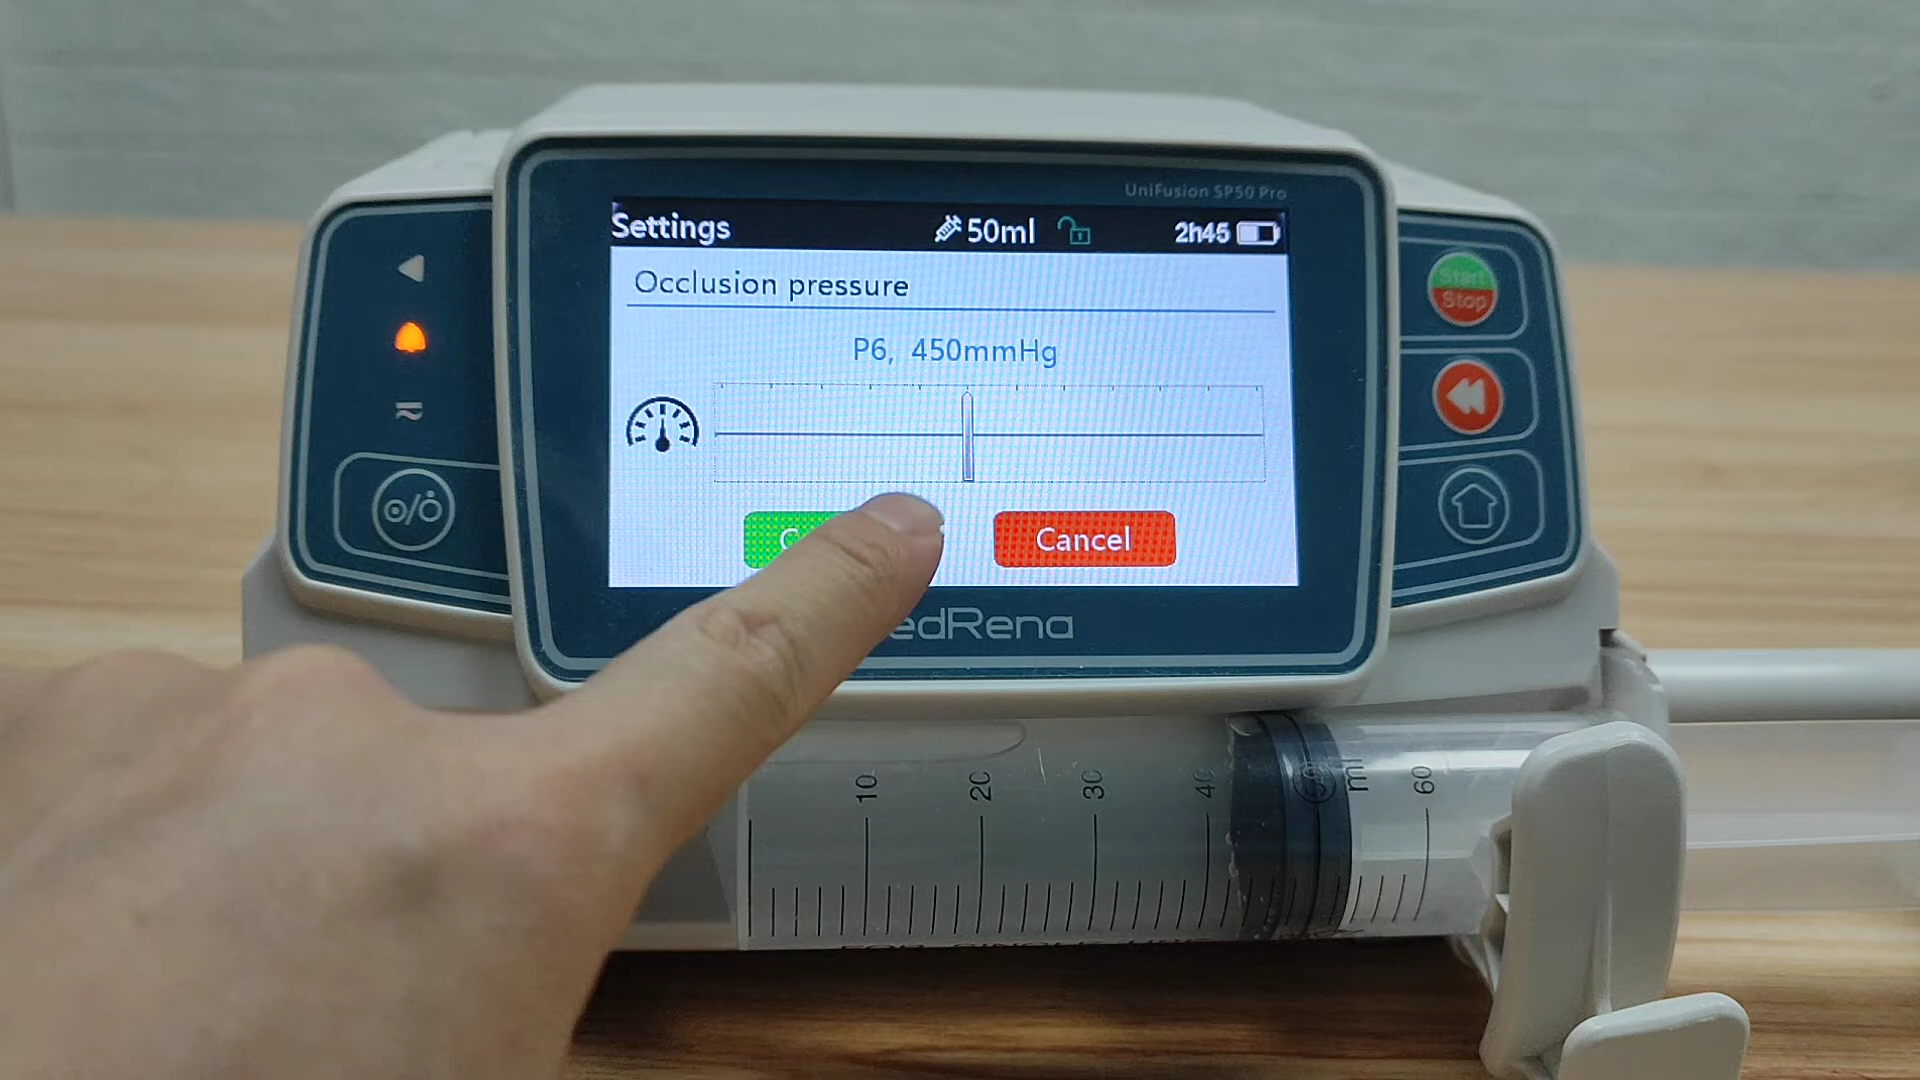 UniFusion SP50 Pro
Settings 50ml 2h45
Occlusion pressure
P6, 450mmHg
Cancel
Start
Stop
edRena
10 20 30 40 50 ml 60